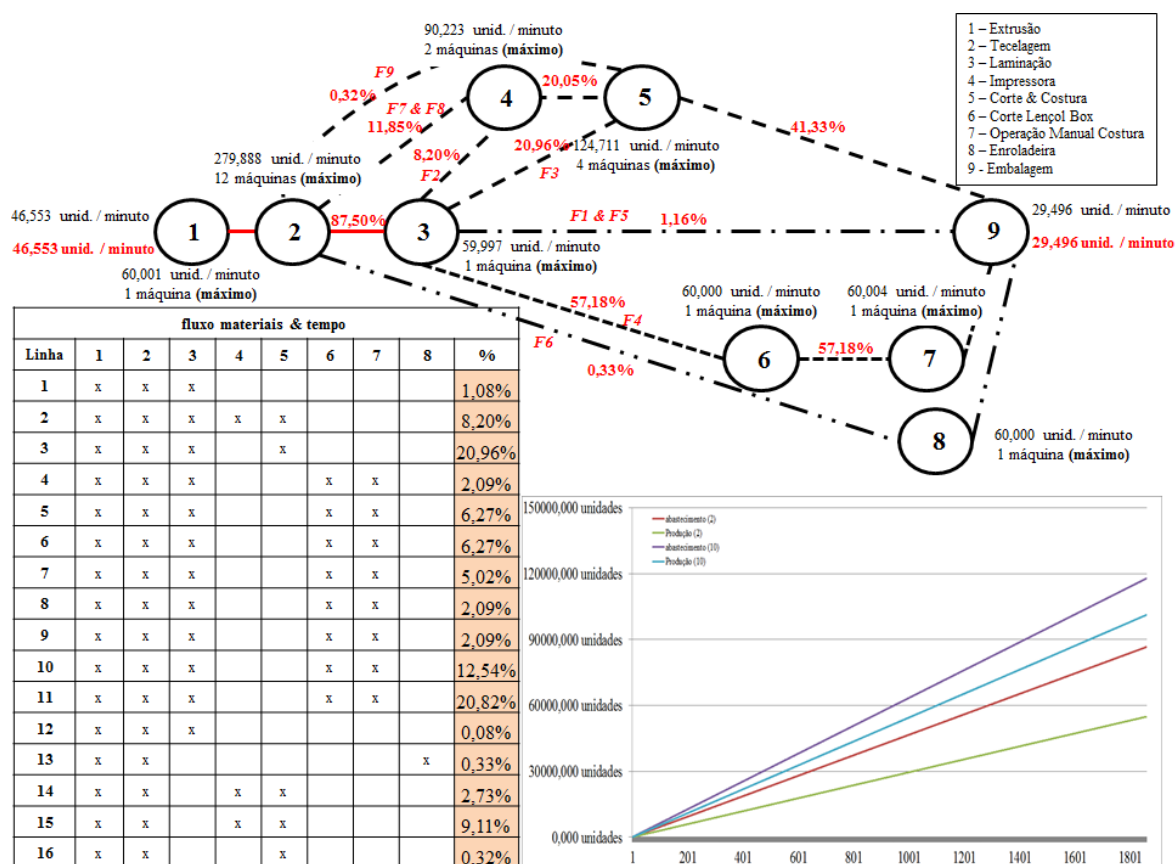 90,223 unid. / minuto
2 máquinas (máximo)
1 – Extrusão
2 – Tecelagem
3 – Laminação
4 – Impressora
5 – Corte & Costura
6 – Corte Lençol Box
7 – Operação Manual Costura
8 – Enroladeira
9 - Embalagem
F9
0,32%
4
20,05%
5
F7 & F8
11,85%
41,33%
8,20%
F2
20,96%
F3
124,711 unid. / minuto
4 máquinas (máximo)
279,888 unid. / minuto
12 máquinas (máximo)
46,553 unid. / minuto
46,553 unid. / minuto
1
2
87,50%
3
F1 & F5
1,16%
9
29,496 unid. / minuto
29,496 unid. / minuto
60,001 unid. / minuto
1 máquina (máximo)
59,997 unid. / minuto
1 máquina (máximo)
57,18%
F4
60,000 unid. / minuto
1 máquina (máximo)
60,004 unid. / minuto
1 máquina (máximo)
F6
0,33%
6
57,18%
7
8
60,000 unid. / minuto
1 máquina (máximo)
fluxo materiais & tempo
Linha 1 2 3 4 5 6 7 8 %
1 x x x 1,08%
2 x x x x x 8,20%
3 x x x x 20,96%
4 x x x x x 2,09%
5 x x x x x 6,27%
6 x x x x x 6,27%
7 x x x x x 5,02%
8 x x x x x 2,09%
9 x x x x x 2,09%
10 x x x x x 12,54%
11 x x x x x 20,82%
12 x x x 0,08%
13 x x x 0,33%
14 x x x x 2,73%
15 x x x x 9,11%
16 x x x 0,32%
150000,000 unidades
120000,000 unidades
90000,000 unidades
60000,000 unidades
30000,000 unidades
0,000 unidades
abastecimento (2)
Produção (2)
abastecimento (10)
Produção (10)
1 201 401 601 801 1001 1201 1401 1601 1801